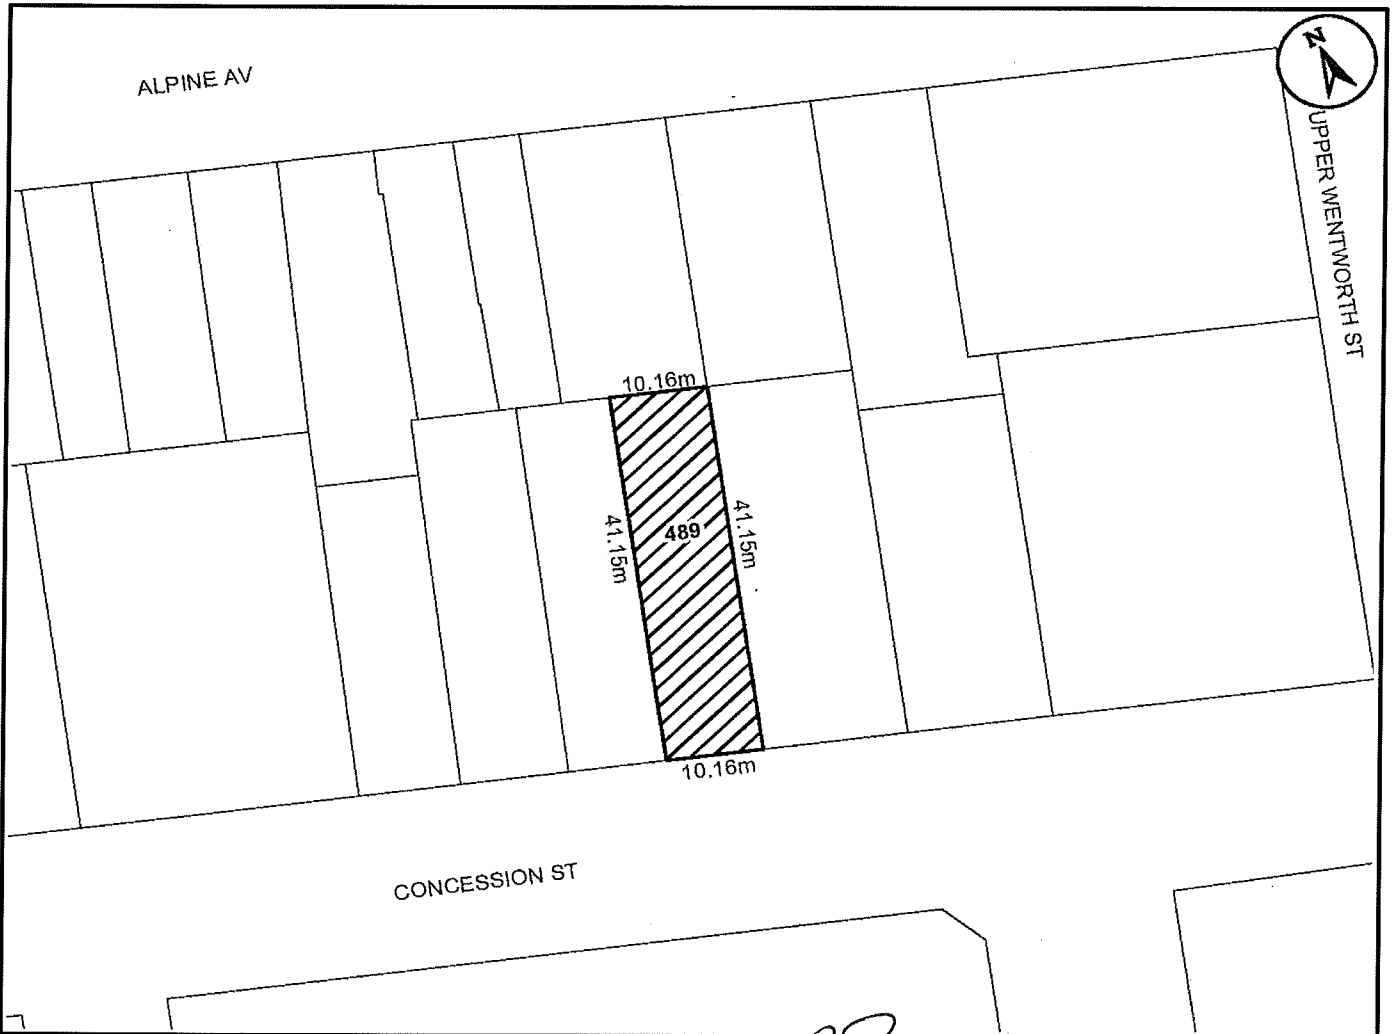 ALPINE AV
N
UPPER WENTWORTH ST
10.16m
41.15m
489
41.15m
10.16m
CONCESSION ST